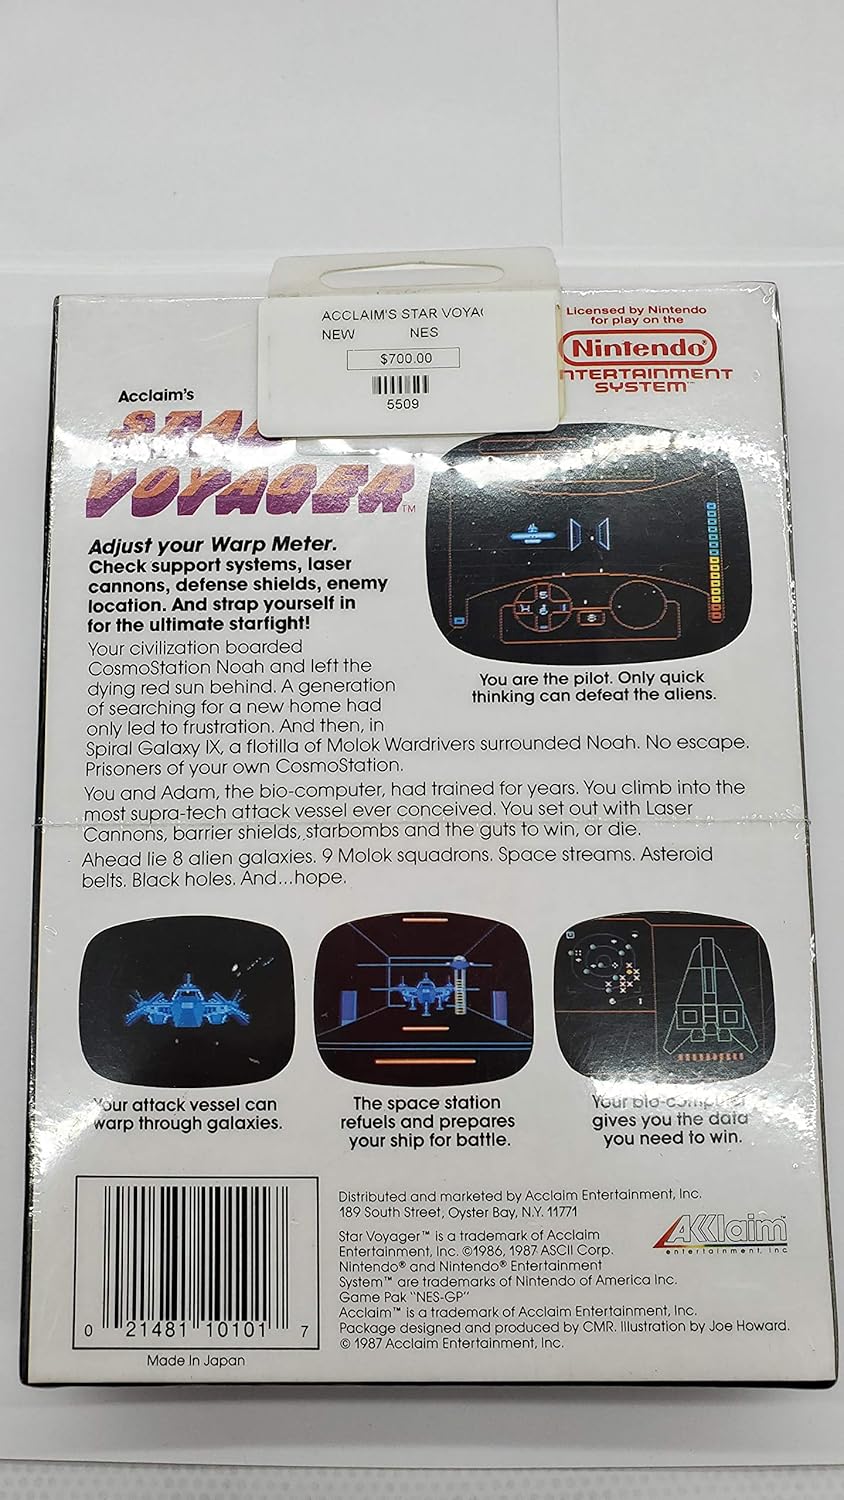 ACCLAIM'S STAR VOYA
NEW NES
$700.00
5509
Licensed by Nintendo
for play on the
Nintendo®
NTERTAINMENT
SYSTEM™
Acclaim's
STAR
VOYAGER™
Adjust your Warp Meter.
Check support systems, laser
cannons, defense shields, enemy
location. And strap yourself in
for the ultimate starfight!
Your civilization boarded
CosmoStation Noah and left the
dying red sun behind. A generation
of searching for a new home had
only led to frustration. And then, in
Spiral Galaxy IX, a flotilla of Molok Wardrivers surrounded Noah. No escape.
Prisoners of your own CosmoStation.
You are the pilot. Only quick
thinking can defeat the aliens.
You and Adam, the bio-computer, had trained for years. You climb into the
most supra-tech attack vessel ever conceived. You set out with Laser
Cannons, barrier shields, starbombs and the guts to win, or die.
Ahead lie 8 alien galaxies. 9 Molok squadrons. Space streams. Asteroid
belts. Black holes. And...hope.
Your attack vessel can
warp through galaxies.
The space station
refuels and prepares
your ship for battle.
Your bio-computer
gives you the data
you need to win.
0 21481 10101 7
Made In Japan
Distributed and marketed by Acclaim Entertainment, Inc.
189 South Street, Oyster Bay, N.Y. 11771
Star Voyager™ is a trademark of Acclaim
Entertainment, Inc. ©1986, 1987 ASCII Corp.
Nintendo® and Nintendo® Entertainment
System™ are trademarks of Nintendo of America Inc.
Game Pak "NES-GP"
Acclaim™ is a trademark of Acclaim Entertainment, Inc.
Package designed and produced by CMR. Illustration by Joe Howard.
© 1987 Acclaim Entertainment, Inc.
AKKlaim™
entertainment, inc.